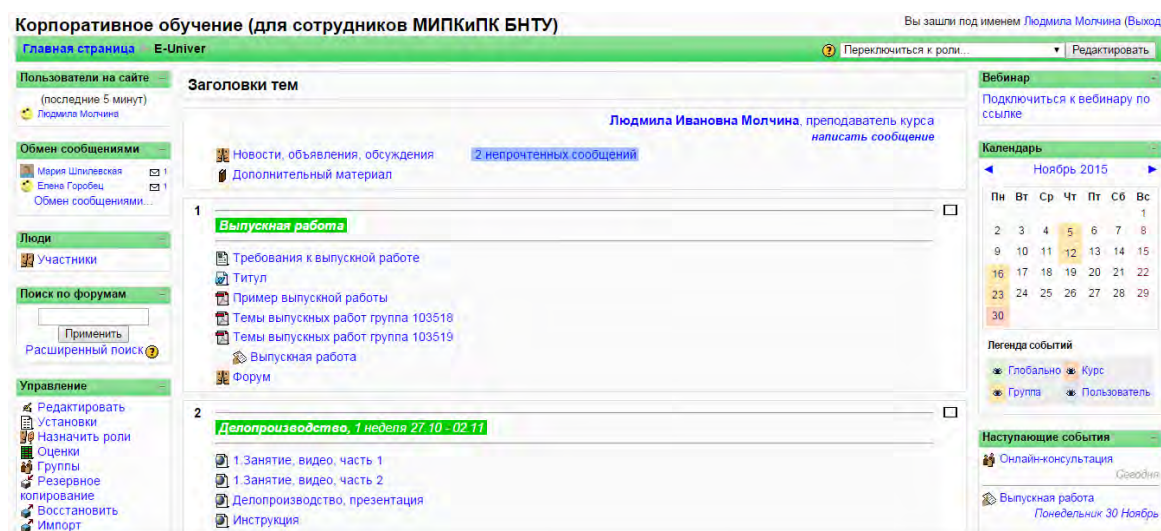 Корпоративное обучение (для сотрудников МИПКиПК БНТУ)
Вы зашли под именем Людмила Молчина (Выход
Главная страница E-Univer
Переключиться к роли...
Редактировать
Пользователи на сайте
(последние 5 минут)
Людмила Молчина
Обмен сообщениями
Мария Шпилевская 1
Елена Горобец 1
Обмен сообщениями...
Люди
Участники
Поиск по форумам
Применить
Расширенный поиск
Управление
Редактировать
Установки
Назначить роли
Оценки
Группы
Резервное
копирование
Восстановить
Импорт
Заголовки тем
Людмила Ивановна Молчина, преподаватель курса
написать сообщение
Новости, объявления, обсуждения 2 непрочтенных сообщений
Дополнительный материал
1
Выпускная работа
Требования к выпускной работе
Титул
Пример выпускной работы
Темы выпускных работ группа 103518
Темы выпускных работ группа 103519
Выпускная работа
Форум
2
Делопроизводство, 1 неделя 27.10 - 02.11
1.Занятие, видео, часть 1
1.Занятие, видео, часть 2
Делопроизводство, презентация
Инструкция
Вебинар
Подключиться к вебинару по
ссылке
Календарь
Ноябрь 2015
Пн Вт Ср Чт Пт Сб Вс
1
2 3 4 5 6 7 8
9 10 11 12 13 14 15
16 17 18 19 20 21 22
23 24 25 26 27 28 29
30
Легенда событий
Глобально Курс
Группа Пользователь
Наступающие события
Онлайн-консультация
Сегодня
Выпускная работа
Понедельник 30 Ноябрь